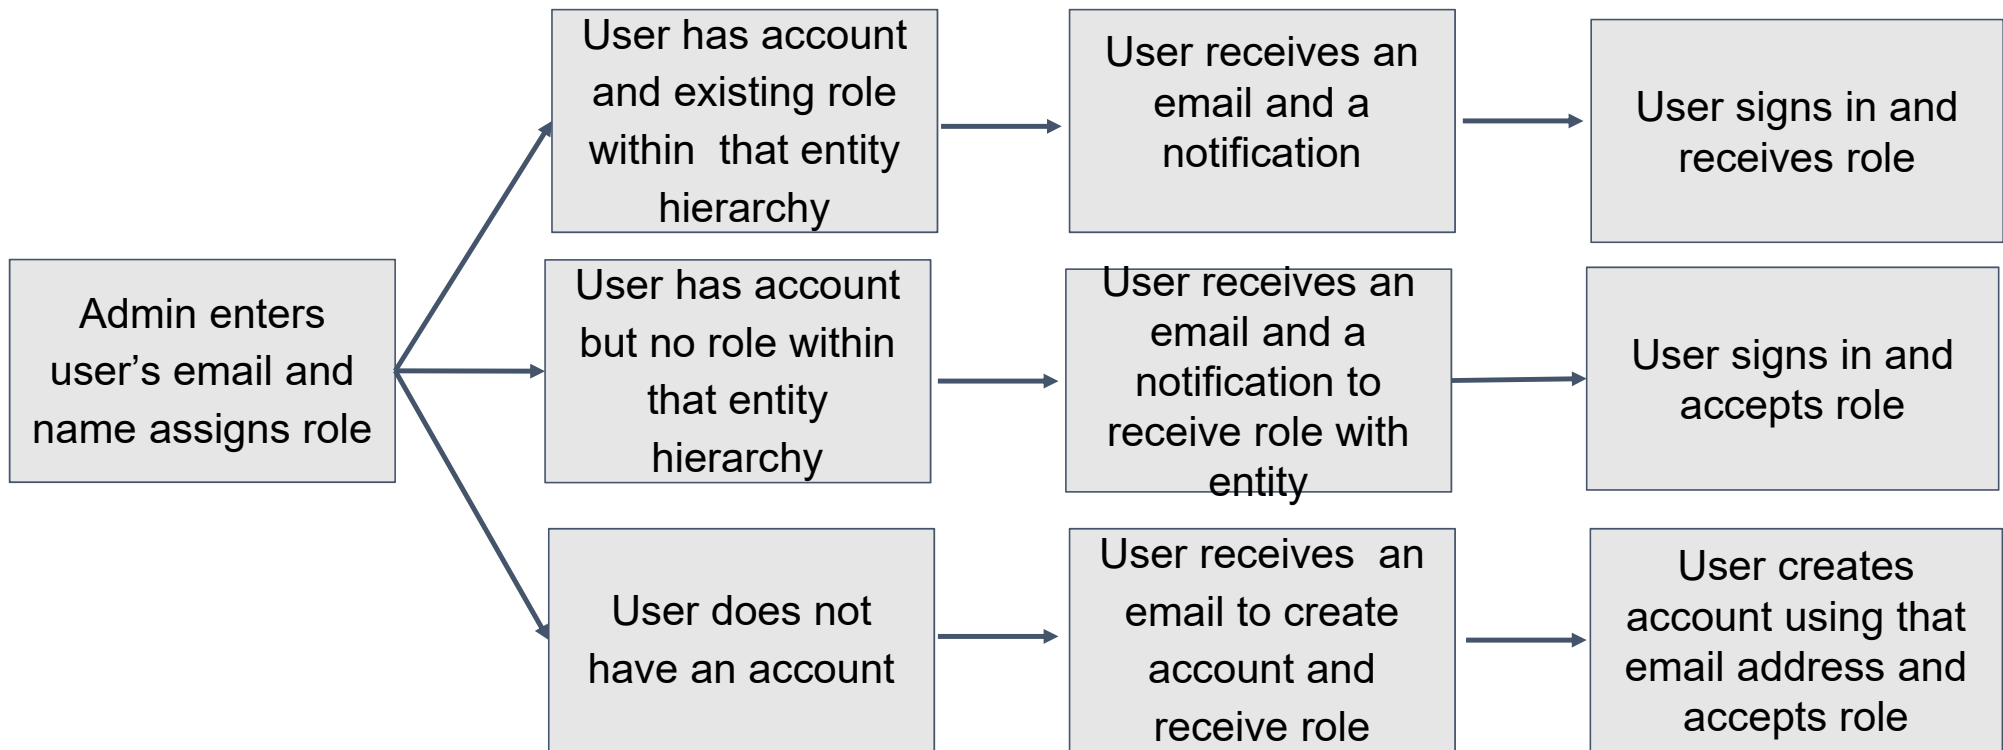 Admin enters
user’s email and
name assigns role
User has account
and existing role
within  that entity
hierarchy
User receives an
email and a
notification
User signs in and
receives role
User has account
but no role within
that entity
hierarchy
User receives an
email and a
notification to
receive role with
entity
User signs in and
accepts role
User does not
have an account
User receives  an
email to create
account and
receive role
User creates
account using that
email address and
accepts role